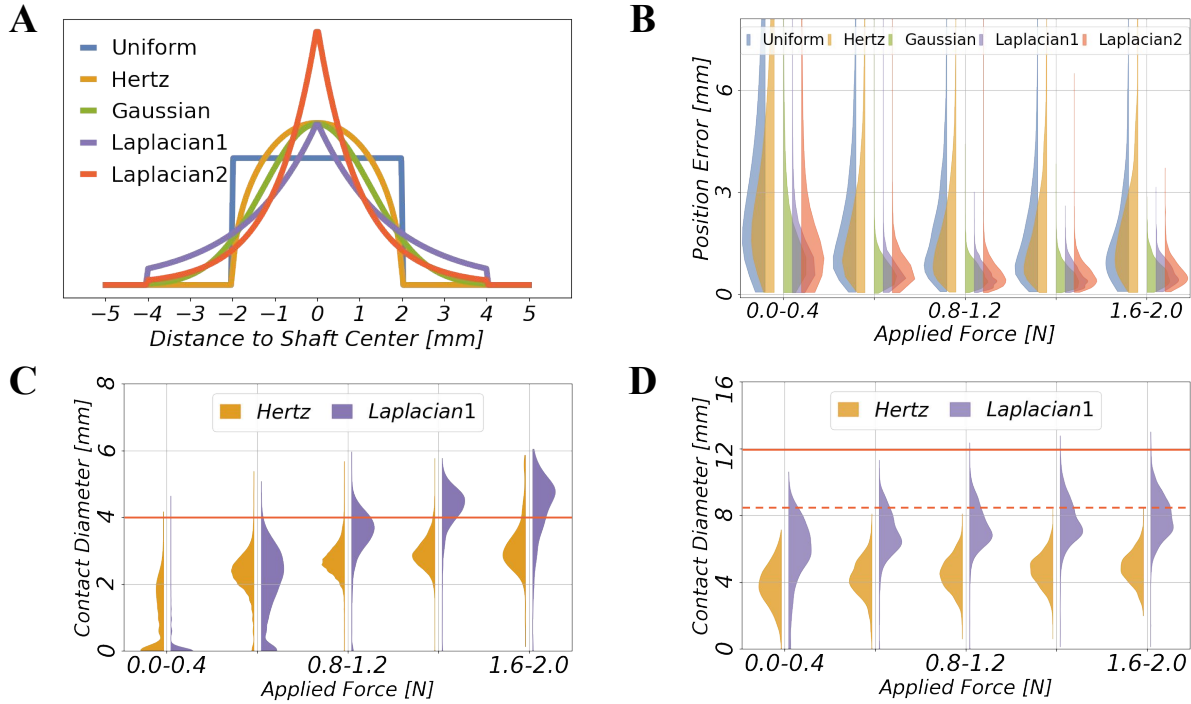 A
Uniform
Hertz
Gaussian
Laplacian1
Laplacian2
−5 −4 −3 −2 −1 0 1 2 3 4 5
Distance to Shaft Center [mm]
B
Uniform Hertz Gaussian Laplacian1 Laplacian2
6
3
0
Position Error [mm]
0.0-0.4 0.8-1.2 1.6-2.0
Applied Force [N]
C
Hertz Laplacian1
8
6
4
2
0
Contact Diameter [mm]
0.0-0.4 0.8-1.2 1.6-2.0
Applied Force [N]
D
Hertz Laplacian1
16
12
8
4
0
Contact Diameter [mm]
0.0-0.4 0.8-1.2 1.6-2.0
Applied Force [N]